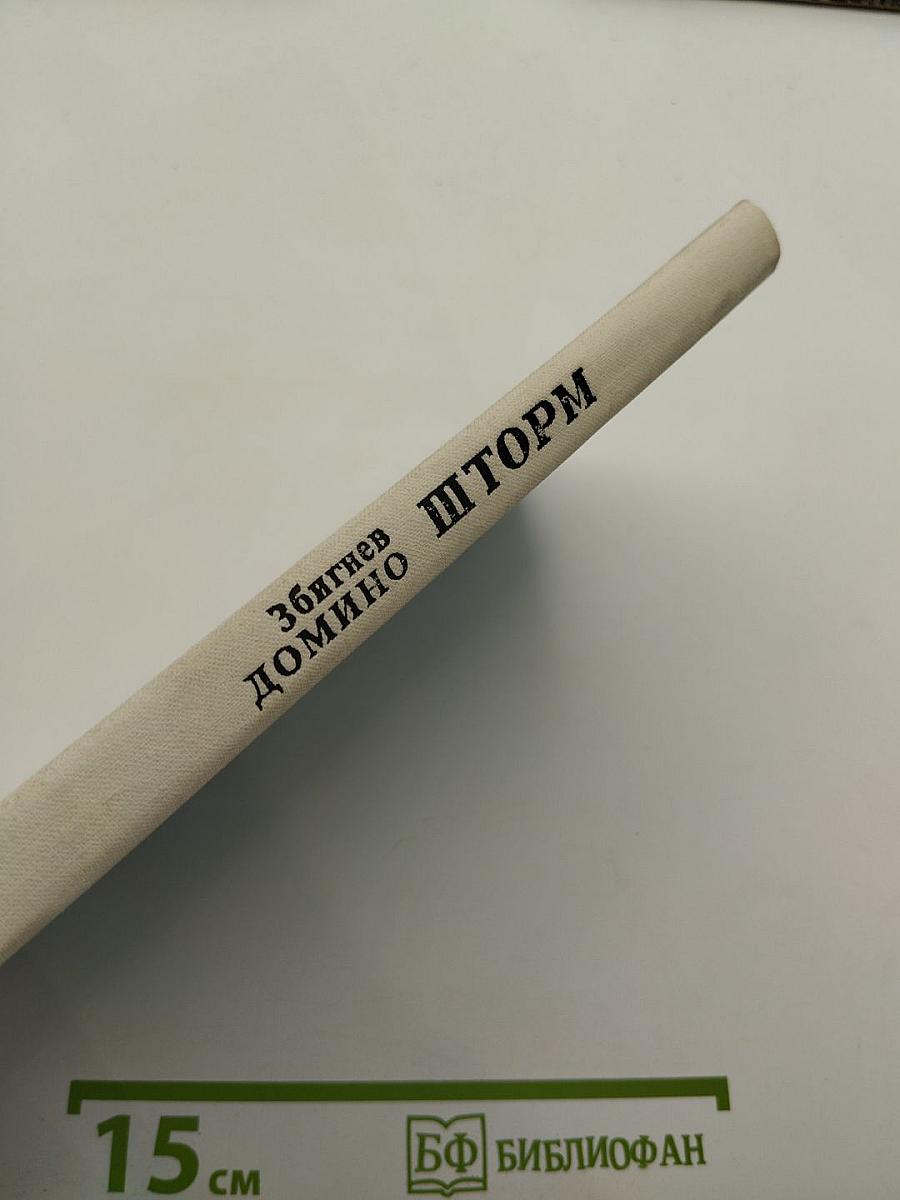 Збигнев
ДОМИНО
ШТОРМ
15 см
БФ БИБЛИОФАН